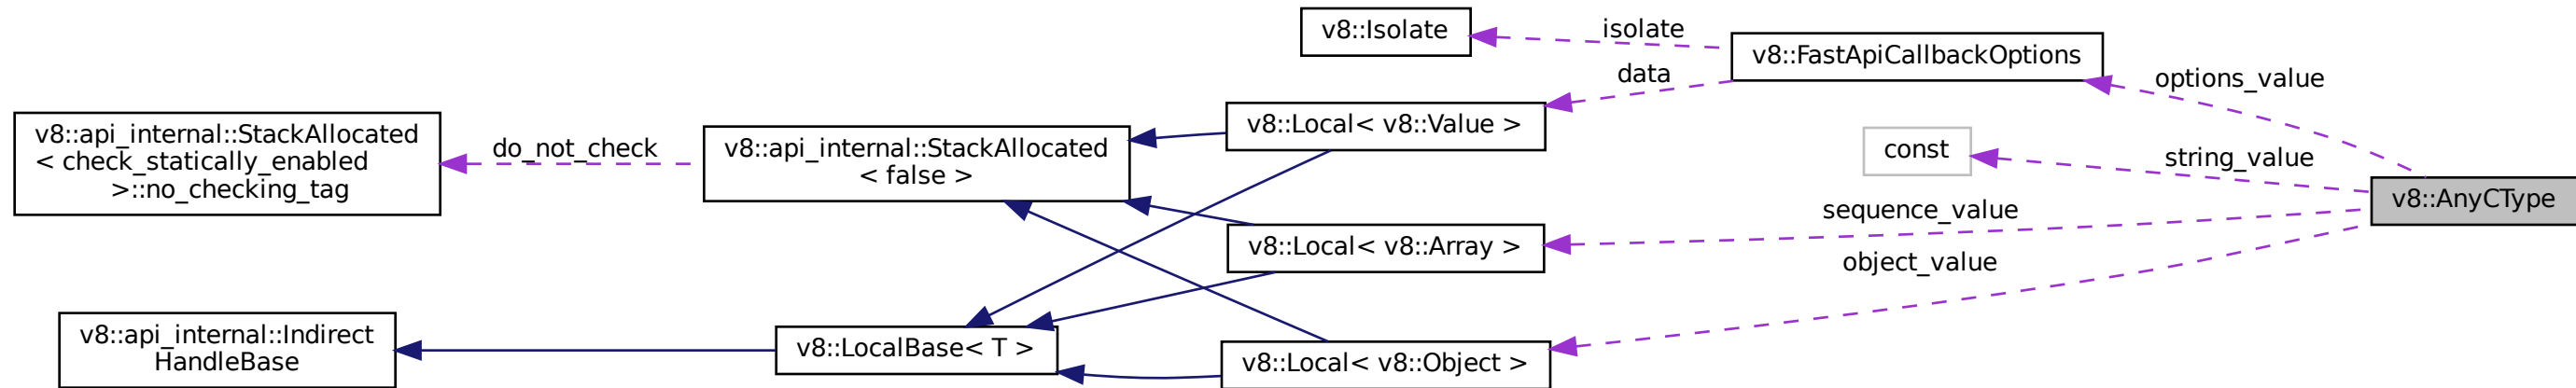 v8::Isolate
isolate
v8::FastApiCallbackOptions
data
options_value
v8::api_internal::StackAllocated
< check_statically_enabled
>::no_checking_tag
do_not_check
v8::api_internal::StackAllocated
< false >
v8::Local< v8::Value >
const
string_value
v8::AnyCType
sequence_value
v8::Local< v8::Array >
object_value
v8::api_internal::Indirect
HandleBase
v8::LocalBase< T >
v8::Local< v8::Object >